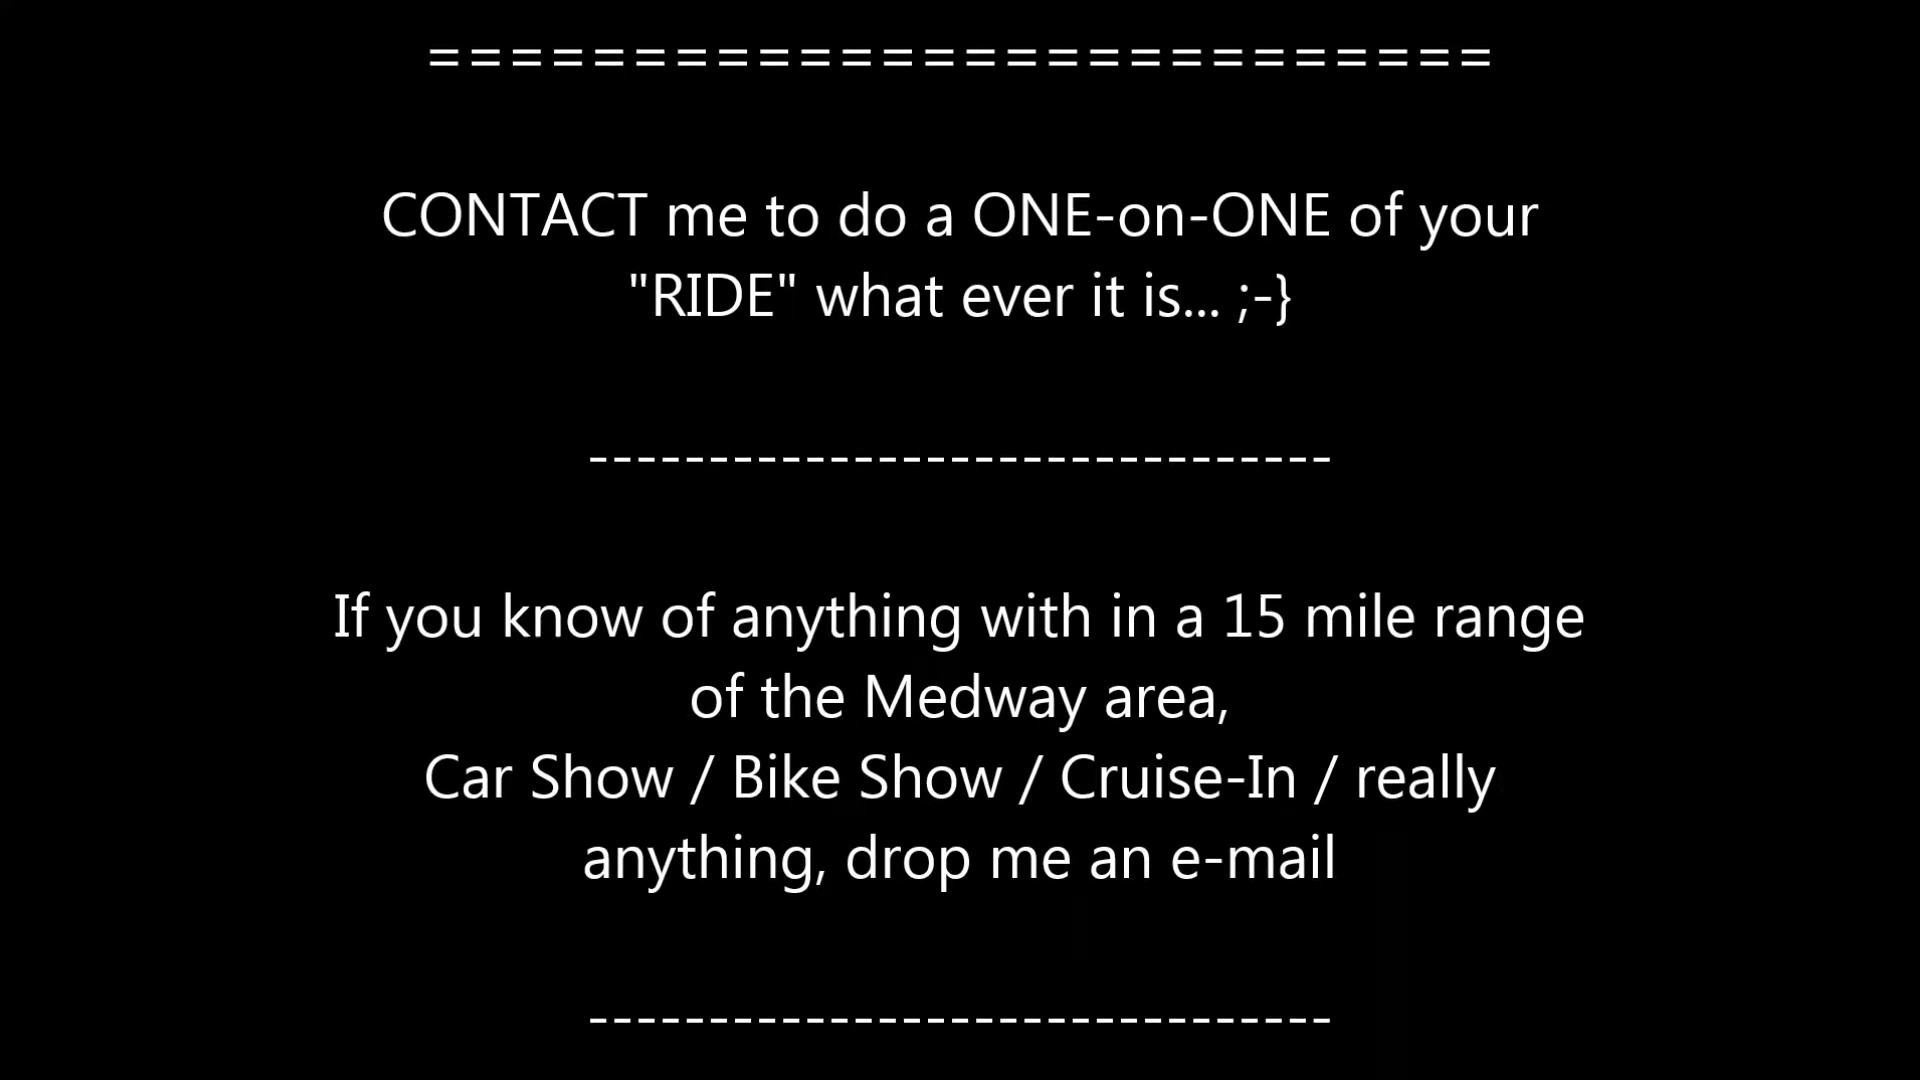 ==========================
CONTACT me to do a ONE-on-ONE of your
"RIDE" what ever it is... ;-}
-------------------------------
If you know of anything with in a 15 mile range
of the Medway area,
Car Show / Bike Show / Cruise-In / really
anything, drop me an e-mail
-------------------------------